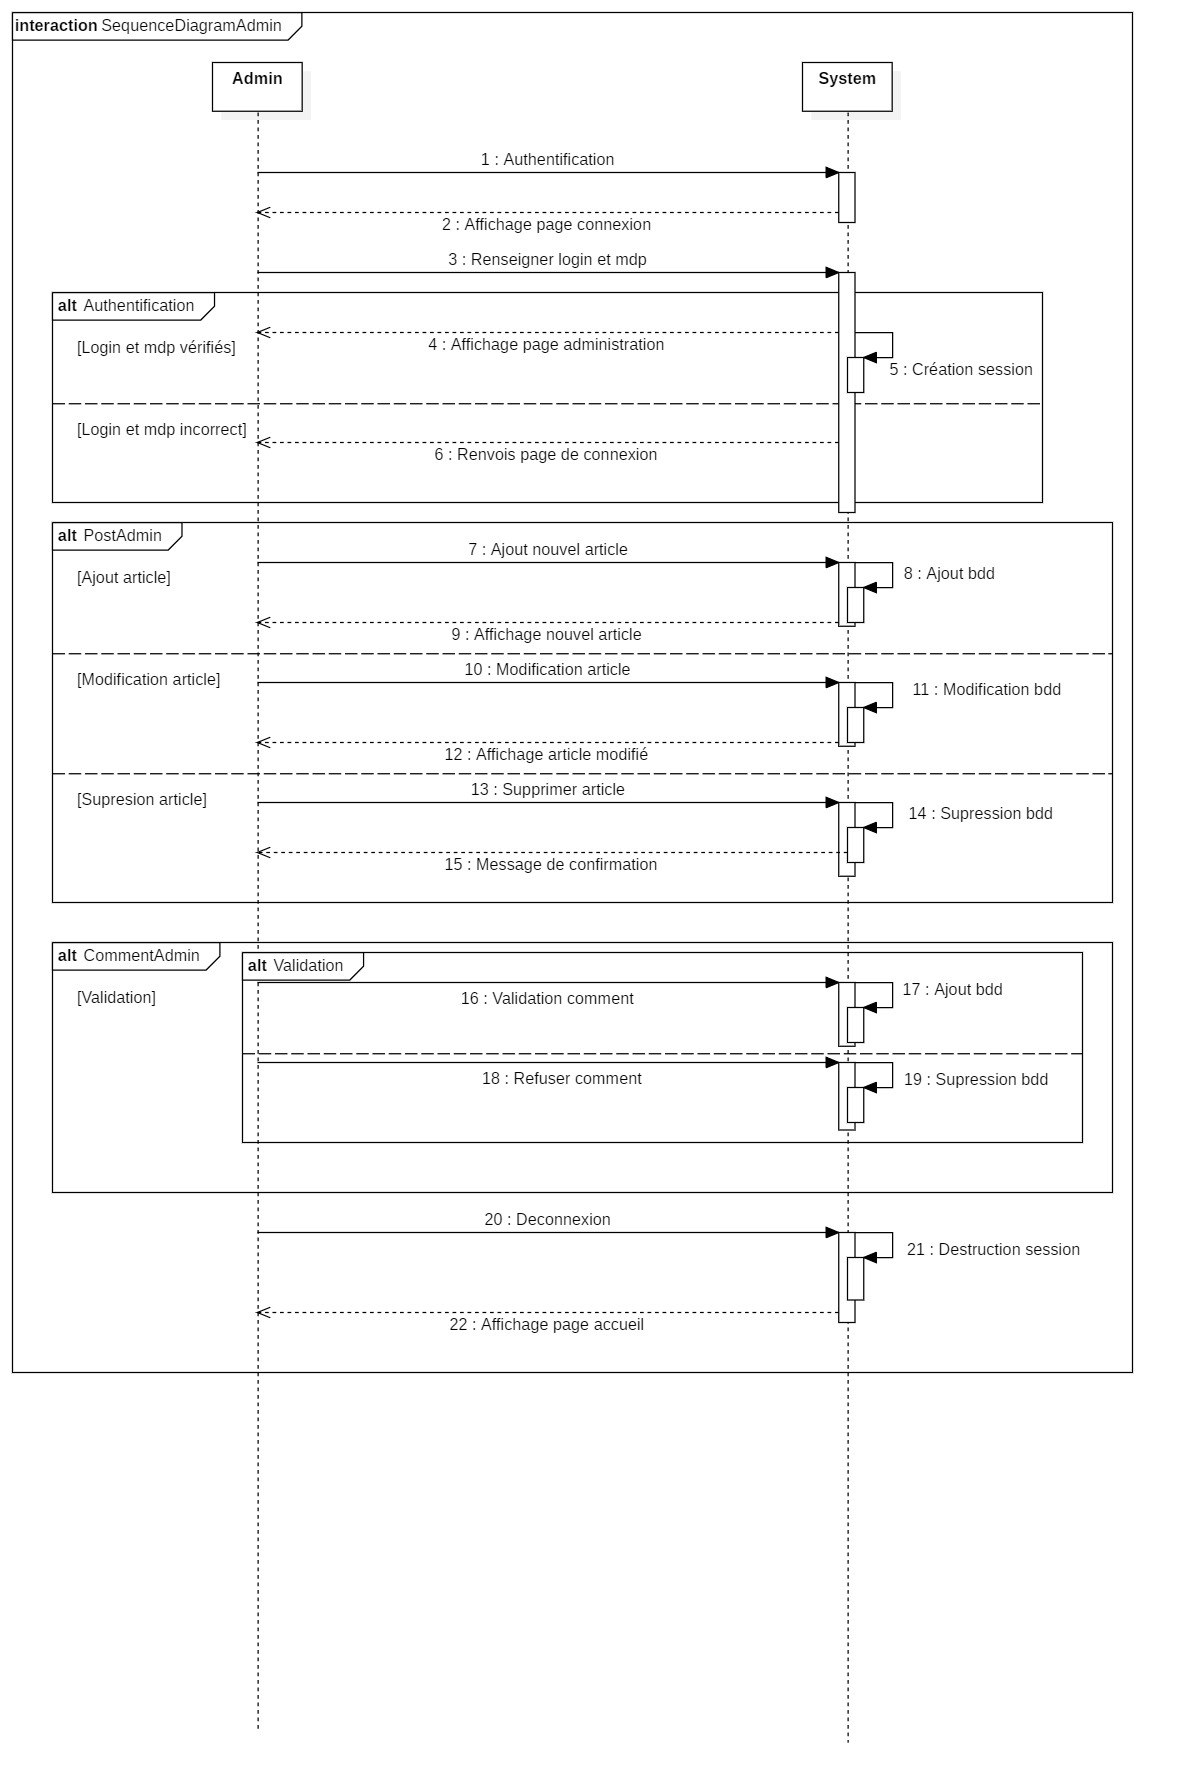 interaction SequenceDiagramAdmin
Admin
System
1 : Authentification
2 : Affichage page connexion
3 : Renseigner login et mdp
alt Authentification
[Login et mdp vérifiés]
4 : Affichage page administration
5 : Création session
[Login et mdp incorrect]
6 : Renvois page de connexion
alt PostAdmin
7 : Ajout nouvel article
[Ajout article]
8 : Ajout bdd
9 : Affichage nouvel article
10 : Modification article
[Modification article]
11 : Modification bdd
12 : Affichage article modifié
13 : Supprimer article
[Supresion article]
14 : Supression bdd
15 : Message de confirmation
alt CommentAdmin
alt Validation
[Validation]
16 : Validation comment
17 : Ajout bdd
18 : Refuser comment
19 : Supression bdd
20 : Deconnexion
21 : Destruction session
22 : Affichage page accueil